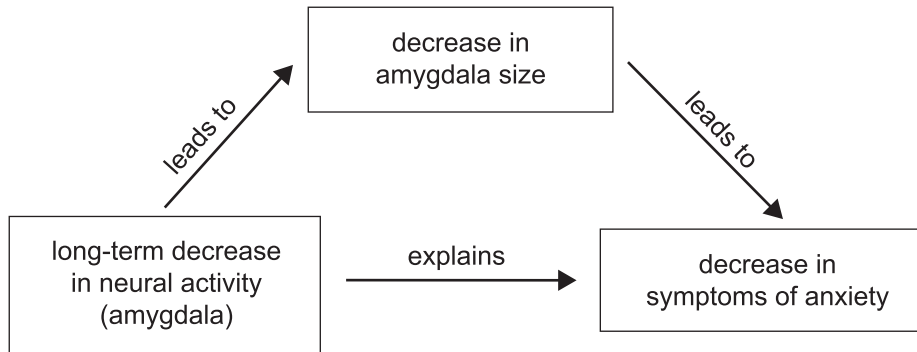 decrease in
amygdala size
leads to
leads to
long-term decrease
in neural activity
(amygdala)
explains
decrease in
symptoms of anxiety